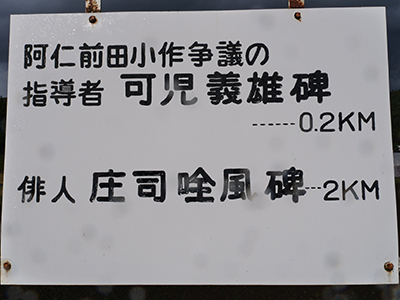 阿仁前田小作争議の
指導者 可児義雄碑
------0.2KM
俳人 庄司唫風碑---2KM